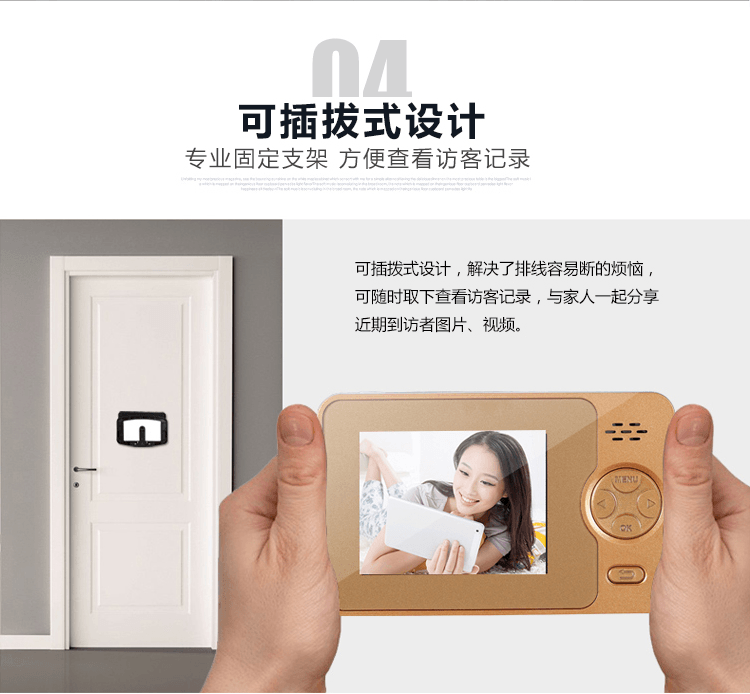 04
可插拔式设计
专业固定支架 方便查看访客记录
可插拨式设计，解决了排线容易断的烦恼，
可随时取下查看访客记录，与家人一起分享
近期到访者图片、视频。
MENU
OK